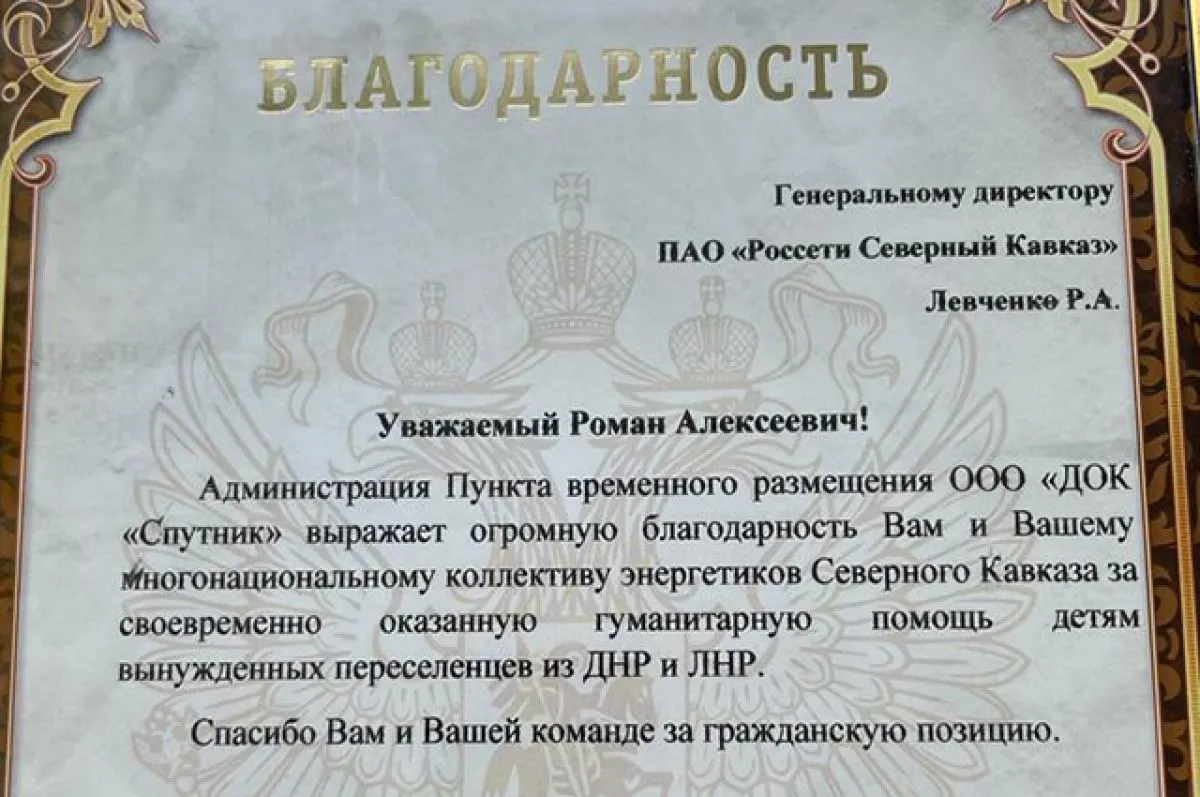 БЛАГОДАРНОСТЬ
Генеральному директору
ПАО «Россети Северный Кавказ»
Левченко Р.А.
Уважаемый Роман Алексеевич!
Администрация Пункта временного размещения ООО «ДОК
«Спутник» выражает огромную благодарность Вам и Вашему
многонациональному коллективу энергетиков Северного Кавказа за
своевременно оказанную гуманитарную помощь детям
вынужденных переселенцев из ДНР и ЛНР.
Спасибо Вам и Вашей команде за гражданскую позицию.